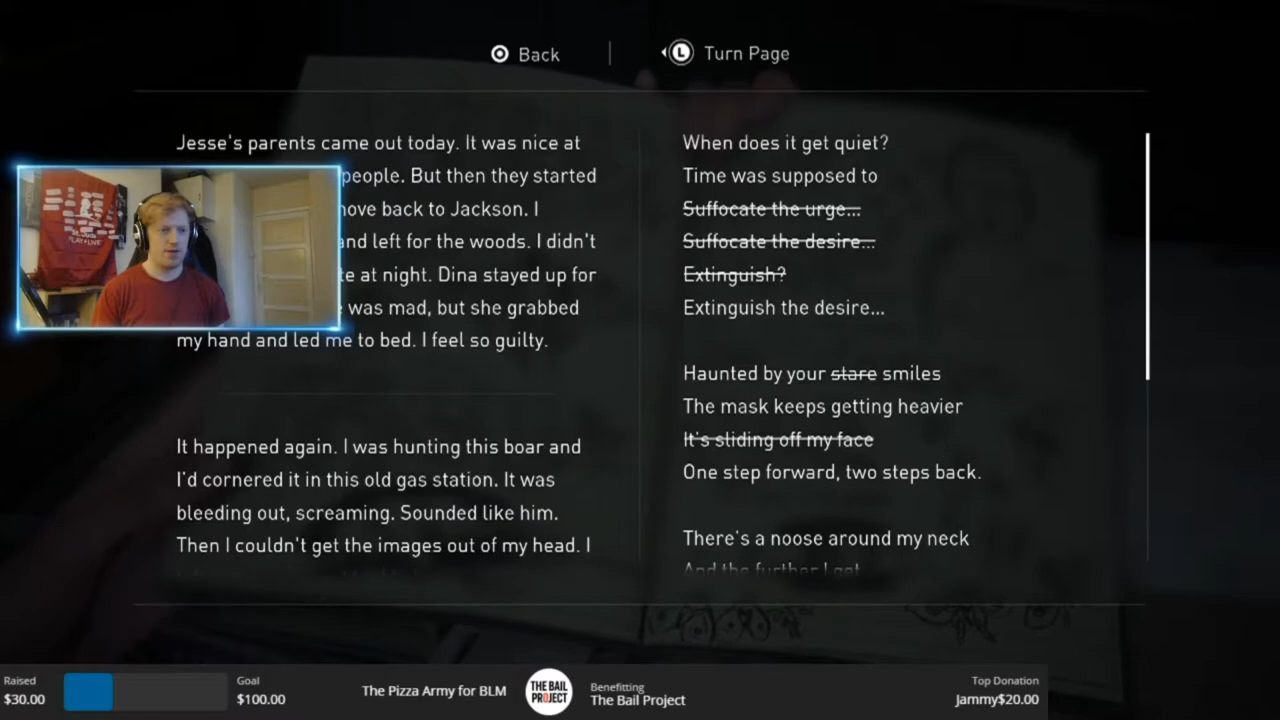 Back
Turn Page
Jesse's parents came out today. It was nice at
people. But then they started
move back to Jackson. I
and left for the woods. I didn't
at night. Dina stayed up for
was mad, but she grabbed
my hand and led me to bed. I feel so guilty.
It happened again. I was hunting this boar and
I'd cornered it in this old gas station. It was
bleeding out, screaming. Sounded like him.
Then I couldn't get the images out of my head. I
When does it get quiet?
Time was supposed to
Suffocate the urge...
Suffocate the desire...
Extinguish?
Extinguish the desire...
Haunted by your stare smiles
The mask keeps getting heavier
It's sliding off my face
One step forward, two steps back.
There's a noose around my neck
And the further I get
PLAY LIVE
Raised
$30.00
Goal
$100.00
The Pizza Army for BLM
THE BAIL
PROJECT
Benefitting
The Bail Project
Top Donation
Jammy$20.00